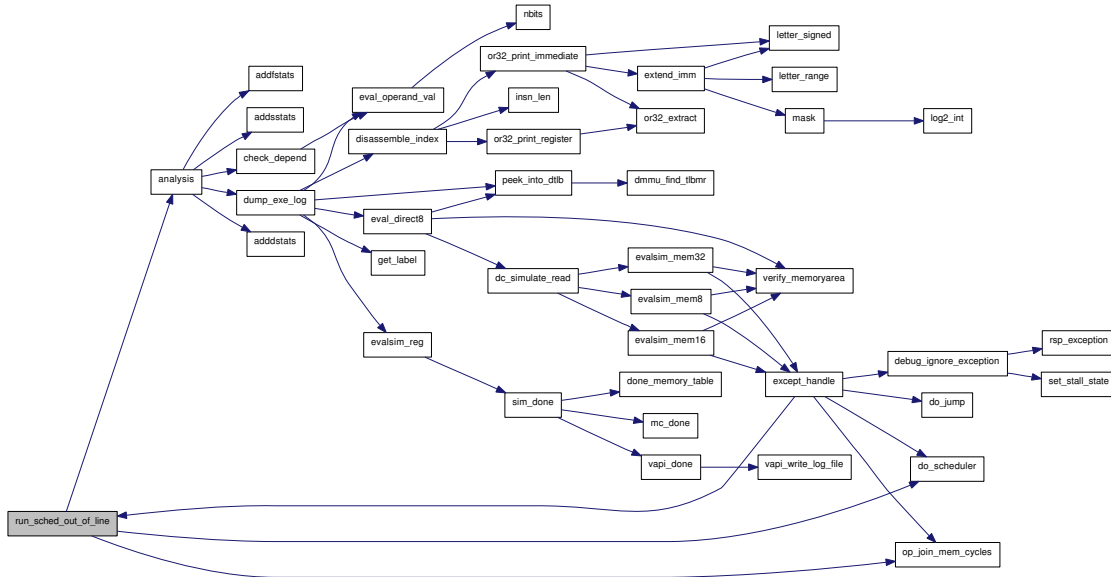 nbits
letter_signed
or32_print_immediate
addfstats
extend_imm
letter_range
eval_operand_val
insn_len
addsstats
or32_extract
mask
log2_int
disassemble_index
or32_print_register
check_depend
analysis
peek_into_dtlb
dmmu_find_tlbmr
dump_exe_log
eval_direct8
adddstats
get_label
evalsim_mem32
dc_simulate_read
verify_memoryarea
evalsim_mem8
evalsim_mem16
evalsim_reg
rsp_exception
debug_ignore_exception
except_handle
set_stall_state
done_memory_table
sim_done
do_jump
mc_done
vapi_done
vapi_write_log_file
do_scheduler
run_sched_out_of_line
op_join_mem_cycles